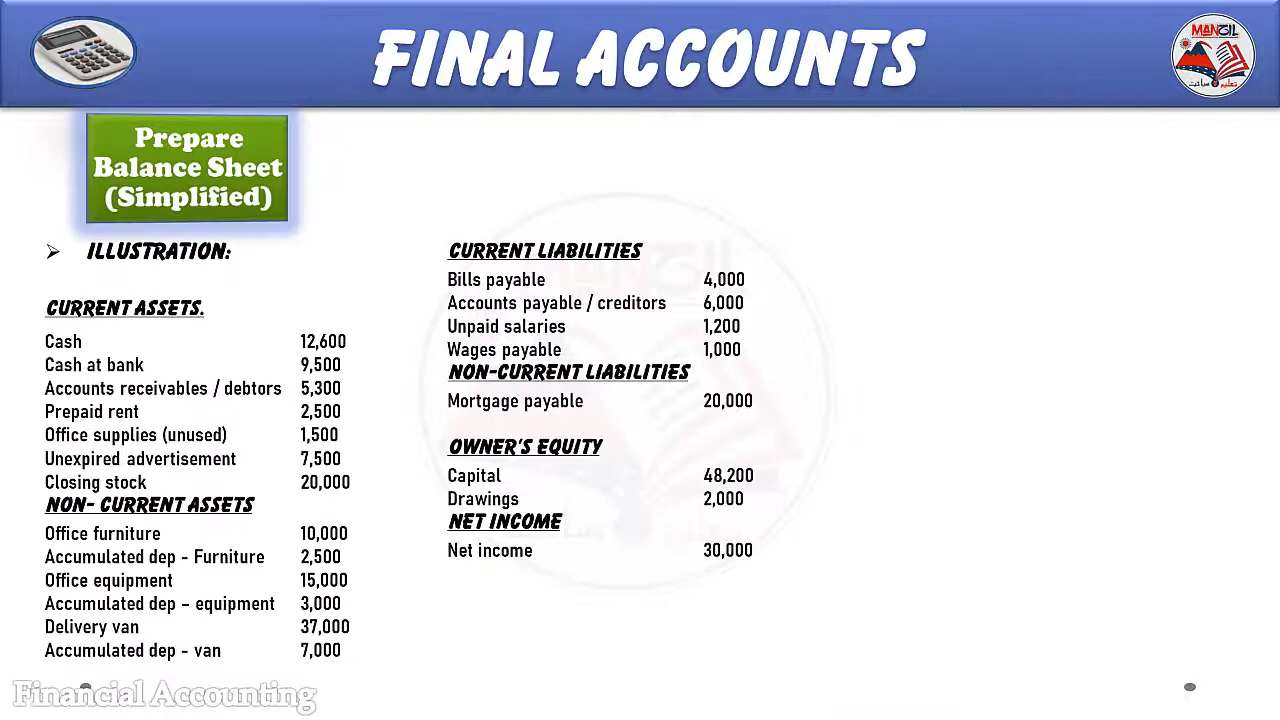 FINAL ACCOUNTS
MANZIL
تعلیم و مباحث
Prepare
Balance Sheet
(Simplified)
➢ ILLUSTRATION:
CURRENT ASSETS.
Cash 12,600
Cash at bank 9,500
Accounts receivables / debtors 5,300
Prepaid rent 2,500
Office supplies (unused) 1,500
Unexpired advertisement 7,500
Closing stock 20,000
NON- CURRENT ASSETS
Office furniture 10,000
Accumulated dep - Furniture 2,500
Office equipment 15,000
Accumulated dep – equipment 3,000
Delivery van 37,000
Accumulated dep - van 7,000
CURRENT LIABILITIES
Bills payable 4,000
Accounts payable / creditors 6,000
Unpaid salaries 1,200
Wages payable 1,000
NON-CURRENT LIABILITIES
Mortgage payable 20,000
OWNER'S EQUITY
Capital 48,200
Drawings 2,000
NET INCOME
Net income 30,000
Financial Accounting